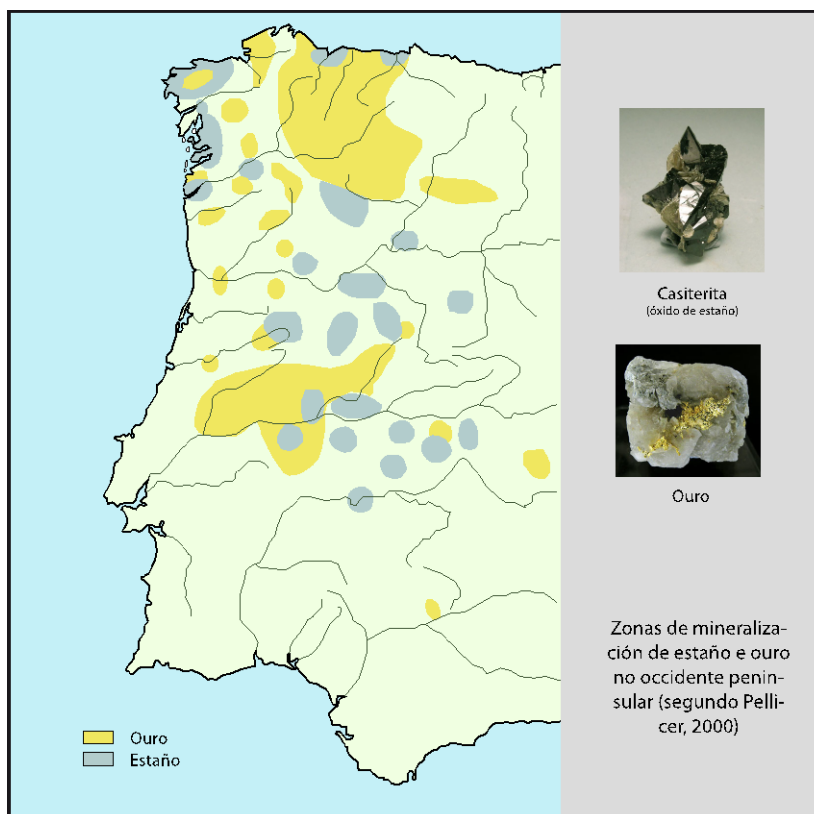 Casiterita
(óxido de estaño)
Ouro
Zonas de mineraliza-
ción de estaño e ouro
no occidente penin-
sular (segundo Pelli-
cer, 2000)
Ouro
Estaño